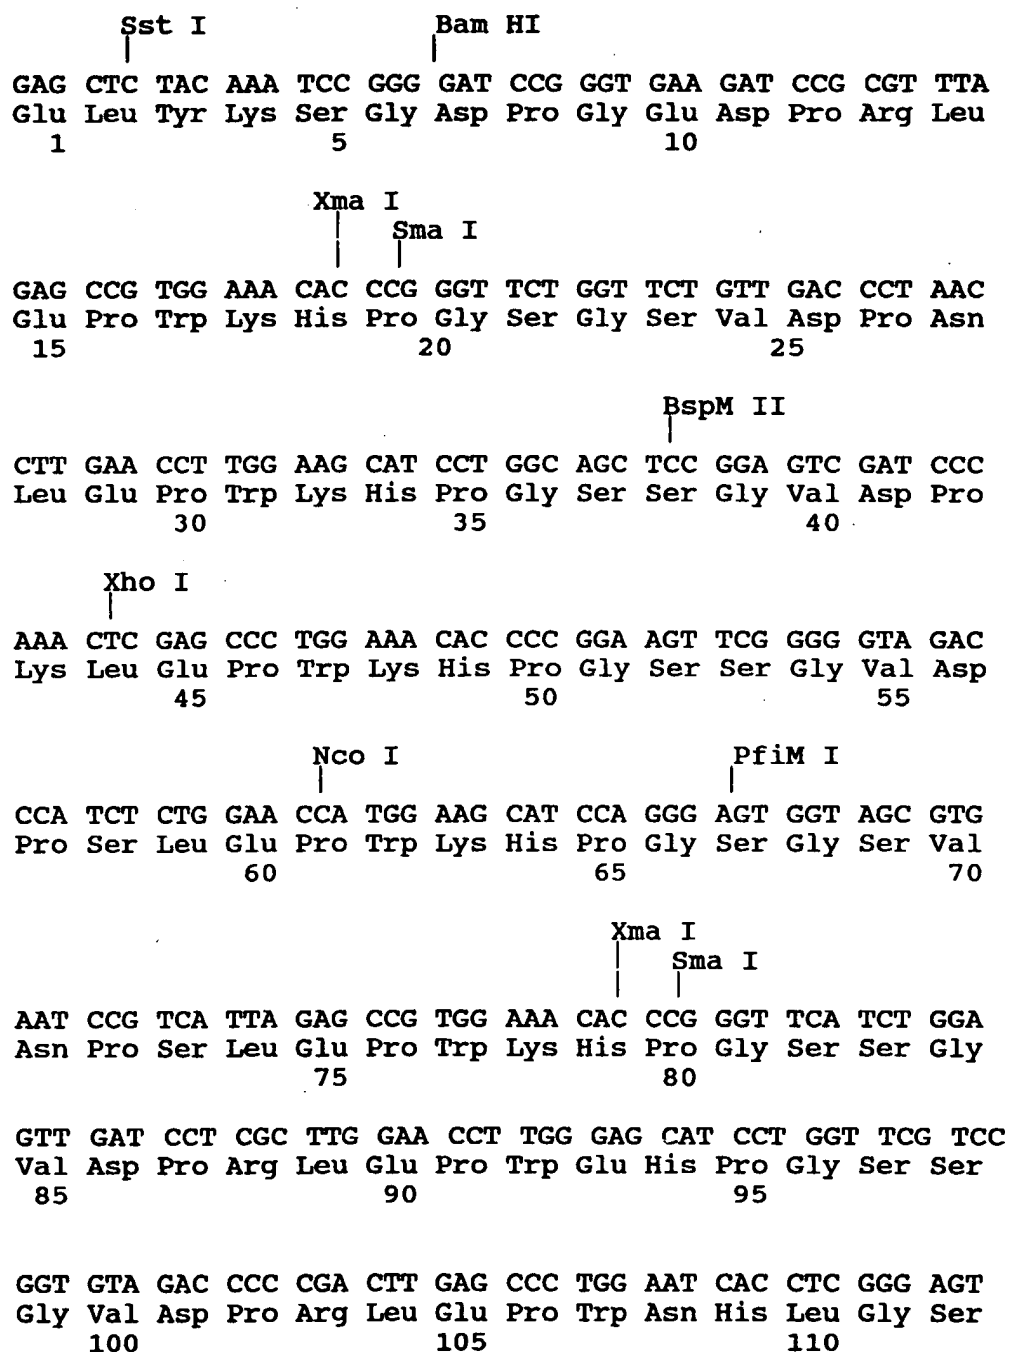 Sst I Bam HI
GAG CTC TAC AAA TCC GGG GAT CCG GGT GAA GAT CCG CGT TTA
Glu Leu Tyr Lys Ser Gly Asp Pro Gly Glu Asp Pro Arg Leu
1 5 10
Xma I
Sma I
GAG CCG TGG AAA CAC CCG GGT TCT GGT TCT GTT GAC CCT AAC
Glu Pro Trp Lys His Pro Gly Ser Gly Ser Val Asp Pro Asn
15 20 25
BspM II
CTT GAA CCT TGG AAG CAT CCT GGC AGC TCC GGA GTC GAT CCC
Leu Glu Pro Trp Lys His Pro Gly Ser Ser Gly Val Asp Pro
30 35 40
Xho I
AAA CTC GAG CCC TGG AAA CAC CCC GGA AGT TCG GGG GTA GAC
Lys Leu Glu Pro Trp Lys His Pro Gly Ser Ser Gly Val Asp
45 50 55
Nco I PfiM I
CCA TCT CTG GAA CCA TGG AAG CAT CCA GGG AGT GGT AGC GTG
Pro Ser Leu Glu Pro Trp Lys His Pro Gly Ser Gly Ser Val
60 65 70
Xma I
Sma I
AAT CCG TCA TTA GAG CCG TGG AAA CAC CCG GGT TCA TCT GGA
Asn Pro Ser Leu Glu Pro Trp Lys His Pro Gly Ser Ser Gly
75 80
GTT GAT CCT CGC TTG GAA CCT TGG GAG CAT CCT GGT TCG TCC
Val Asp Pro Arg Leu Glu Pro Trp Glu His Pro Gly Ser Ser
85 90 95
GGT GTA GAC CCC CGA CTT GAG CCC TGG AAT CAC CTC GGG AGT
Gly Val Asp Pro Arg Leu Glu Pro Trp Asn His Leu Gly Ser
100 105 110